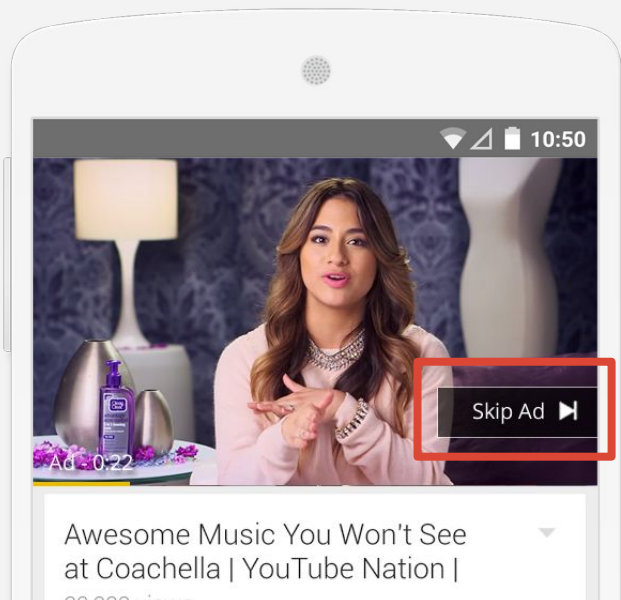 10:50
Skip Ad
Ad - 0:22
Awesome Music You Won't See
at Coachella | YouTube Nation |